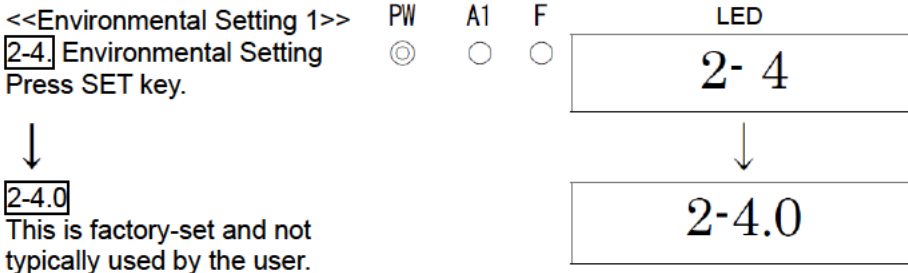 <<Environmental Setting 1>> PW A1 F LED
2-4. Environmental Setting ◎ ○ ○ 2- 4
Press SET key.
↓ ↓
2-4.0 2-4.0
This is factory-set and not
typically used by the user.